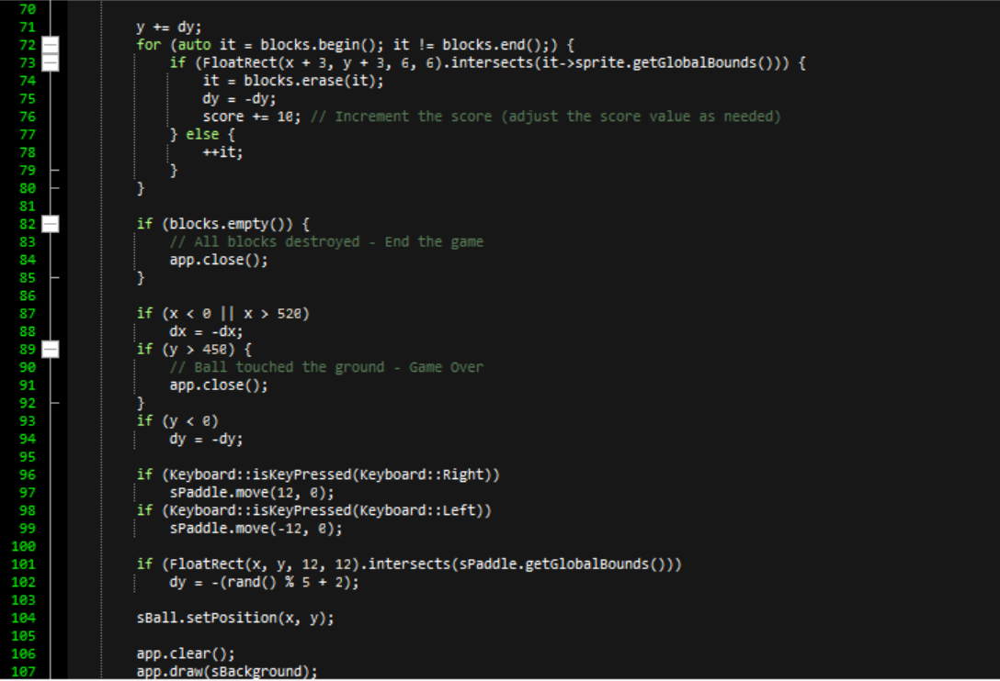 70
71 y += dy;
72 for (auto it = blocks.begin(); it != blocks.end();) {
73 if (FloatRect(x + 3, y + 3, 6, 6).intersects(it->sprite.getGlobalBounds())) {
74 it = blocks.erase(it);
75 dy = -dy;
76 score += 10; // Increment the score (adjust the score value as needed)
77 } else {
78 ++it;
79 }
80 }
81
82 if (blocks.empty()) {
83 // All blocks destroyed - End the game
84 app.close();
85 }
86
87 if (x < 0 || x > 520)
88 dx = -dx;
89 if (y > 450) {
90 // Ball touched the ground - Game Over
91 app.close();
92 }
93 if (y < 0)
94 dy = -dy;
95
96 if (Keyboard::isKeyPressed(Keyboard::Right))
97 sPaddle.move(12, 0);
98 if (Keyboard::isKeyPressed(Keyboard::Left))
99 sPaddle.move(-12, 0);
100
101 if (FloatRect(x, y, 12, 12).intersects(sPaddle.getGlobalBounds()))
102 dy = -(rand() % 5 + 2);
103
104 sBall.setPosition(x, y);
105
106 app.clear();
107 app.draw(sBackground);